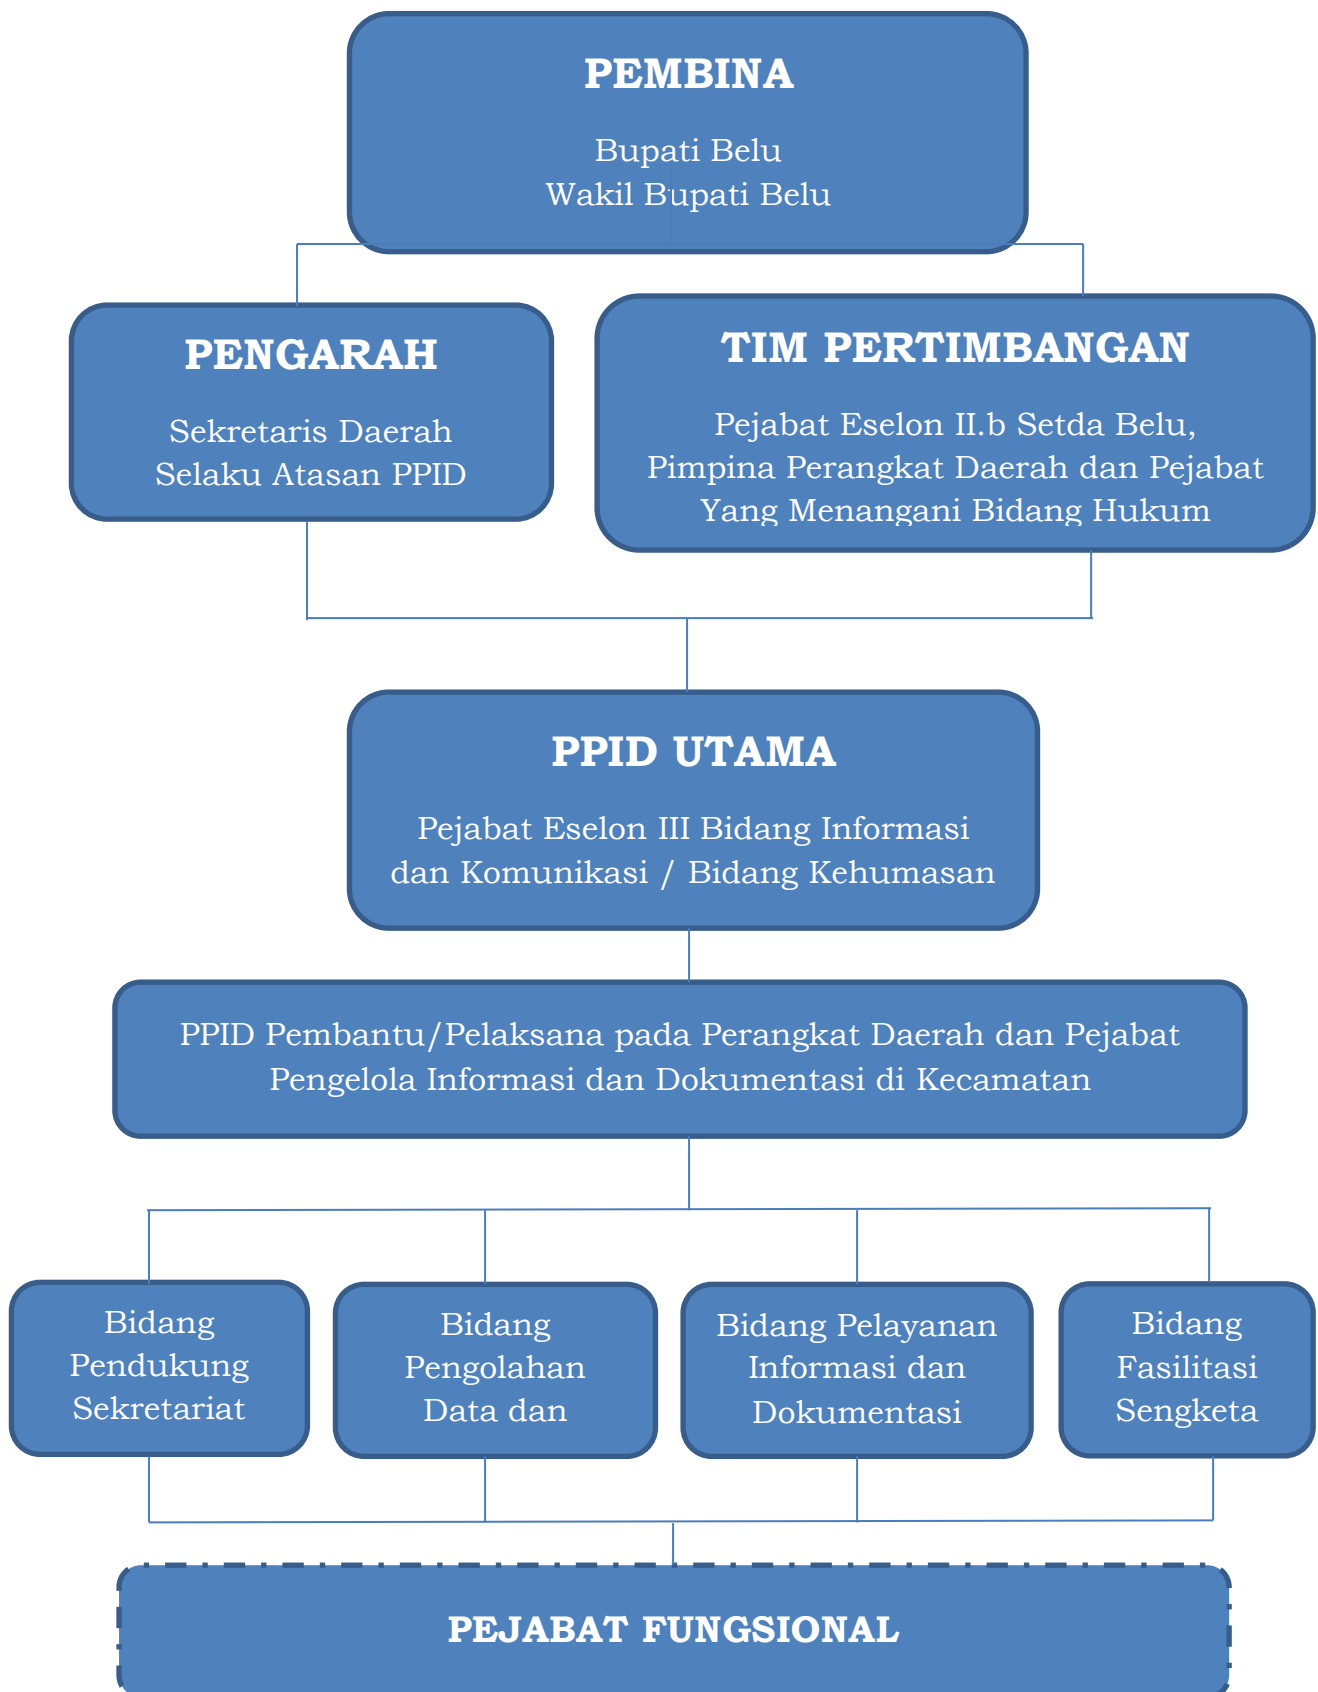 PEMBINA
Bupati Belu
Wakil Bupati Belu
PENGARAH
Sekretaris Daerah
Selaku Atasan PPID
TIM PERTIMBANGAN
Pejabat Eselon II.b Setda Belu,
Pimpina Perangkat Daerah dan Pejabat
Yang Menangani Bidang Hukum
PPID UTAMA
Pejabat Eselon III Bidang Informasi
dan Komunikasi / Bidang Kehumasan
PPID Pembantu/Pelaksana pada Perangkat Daerah dan Pejabat
Pengelola Informasi dan Dokumentasi di Kecamatan
Bidang
Pendukung
Sekretariat
Bidang
Pengolahan
Data dan
Bidang Pelayanan
Informasi dan
Dokumentasi
Bidang
Fasilitasi
Sengketa
PEJABAT FUNGSIONAL